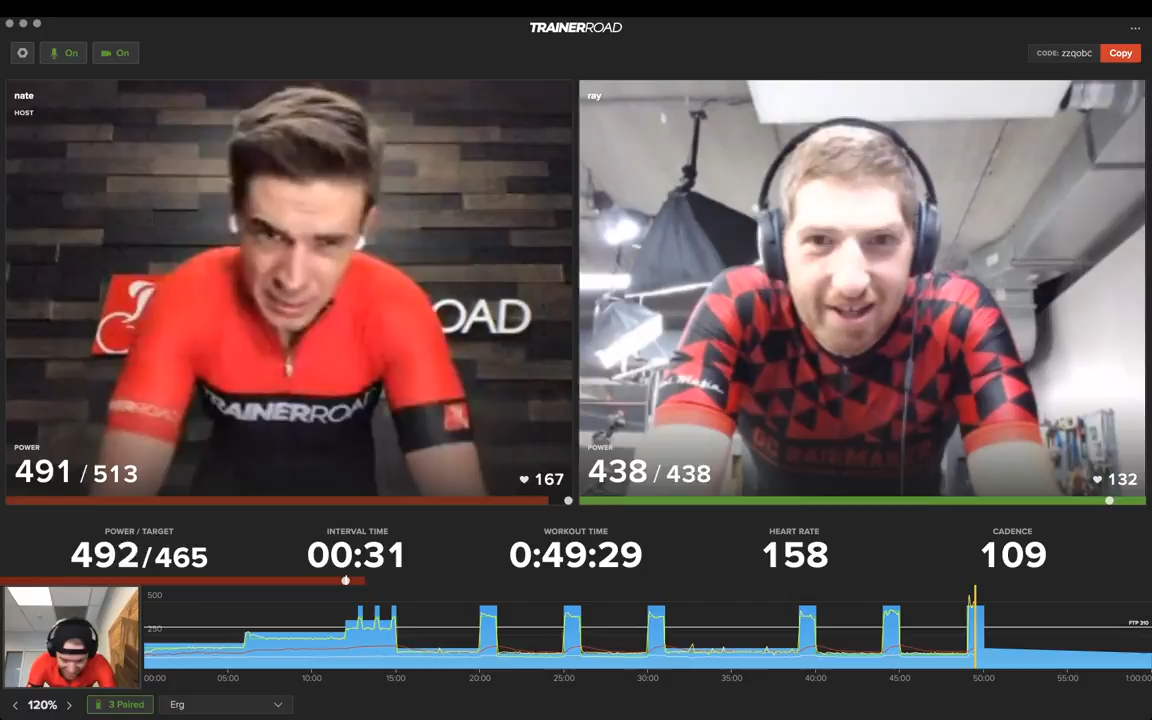 TRAINERROAD
...
On
On
CODE: zzqobc
Copy
nate
HOST
ray
OAD
TRAINERROA
POWER
491 / 513
167
POWER
438 / 438
132
POWER / TARGET
INTERVAL TIME
WORKOUT TIME
HEART RATE
CADENCE
492/465
00:31
0:49:29
158
109
500
250
FTP 310
00:00
05:00
10:00
15:00
20:00
25:00
30:00
35:00
40:00
45:00
50:00
55:00
1:00:00
120%
3 Paired
Erg